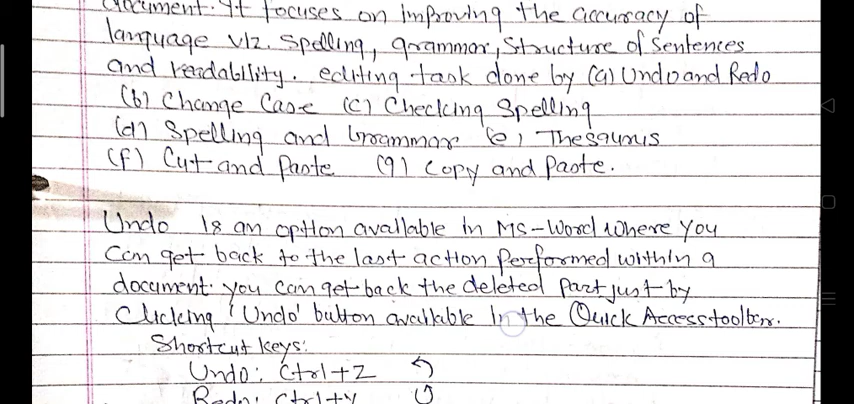 document. It focuses on improving the accuracy of
language viz. spelling, grammar, structure of sentences
and readability. editing task done by (a) Undo and Redo
(b) Change Case (c) Checking Spelling
(d) Spelling and Grammar (e) Thesaurus
(f) Cut and Paste (g) Copy and Paste.
Undo is an option available in MS-Word where you
can get back to the last action performed within a
document. you can get back the deleted part just by
Clicking 'Undo' button available in the Quick Access toolbar.
Shortcut keys:
Undo: Ctrl+Z
Redo: Ctrl+Y